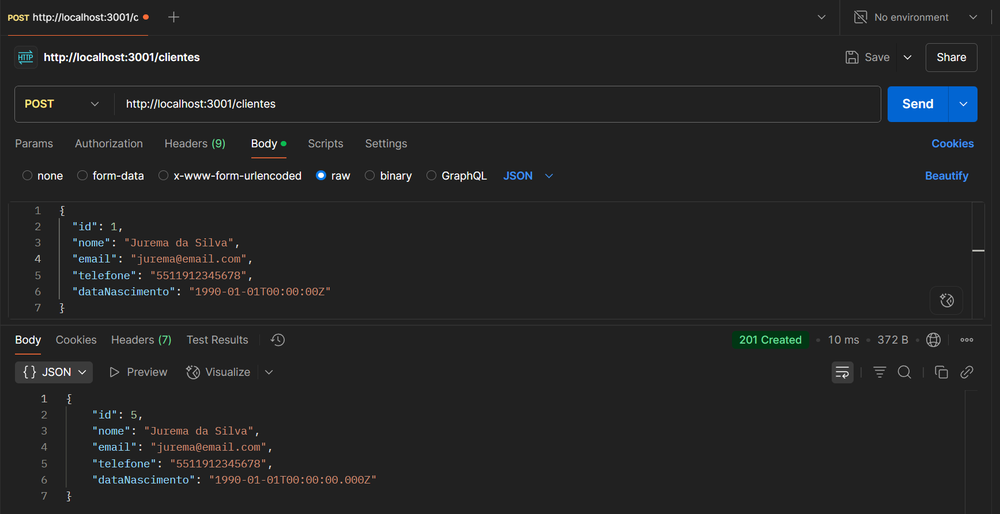 POST http://localhost:3001/c No environment
HTTP http://localhost:3001/clientes Save Share
POST http://localhost:3001/clientes Send
Params Authorization Headers (9) Body Scripts Settings Cookies
none form-data x-www-form-urlencoded raw binary GraphQL JSON Beautify
1 {
2 "id": 1,
3 "nome": "Jurema da Silva",
4 "email": "jurema@email.com",
5 "telefone": "5511912345678",
6 "dataNascimento": "1990-01-01T00:00:00Z"
7 }
Body Cookies Headers (7) Test Results 201 Created 10 ms 372 B
{} JSON Preview Visualize
1 {
2 "id": 5,
3 "nome": "Jurema da Silva",
4 "email": "jurema@email.com",
5 "telefone": "5511912345678",
6 "dataNascimento": "1990-01-01T00:00:00.000Z"
7 }